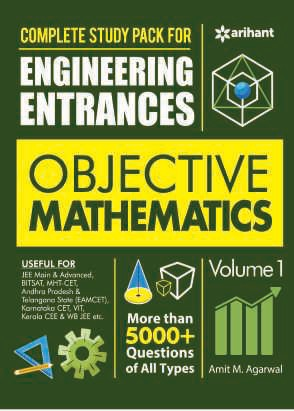 COMPLETE STUDY PACK FOR
arihant
ENGINEERING
ENTRANCES
OBJECTIVE
MATHEMATICS
USEFUL FOR
JEE Main & Advanced,
BITSAT, MHT-CET,
Andhra Pradesh &
Telangana State (EAMCET),
Karnataka CET, VIT,
Kerala CEE & WB JEE etc.
More than
5000+
Questions
of All Types
Volume 1
Amit M. Agarwal